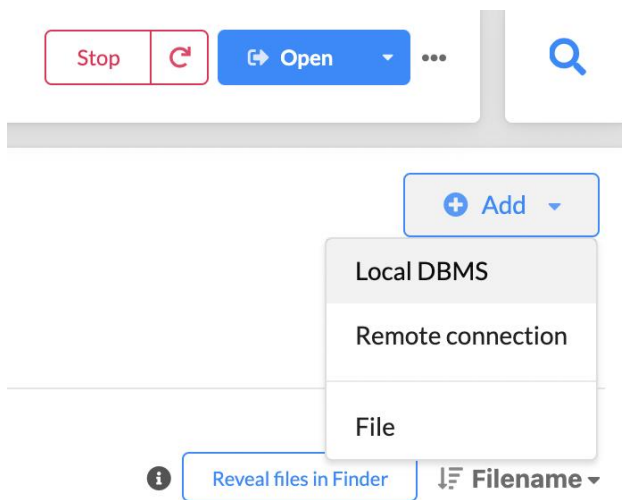 Stop
Open
Add
Local DBMS
Remote connection
File
Reveal files in Finder
Filename